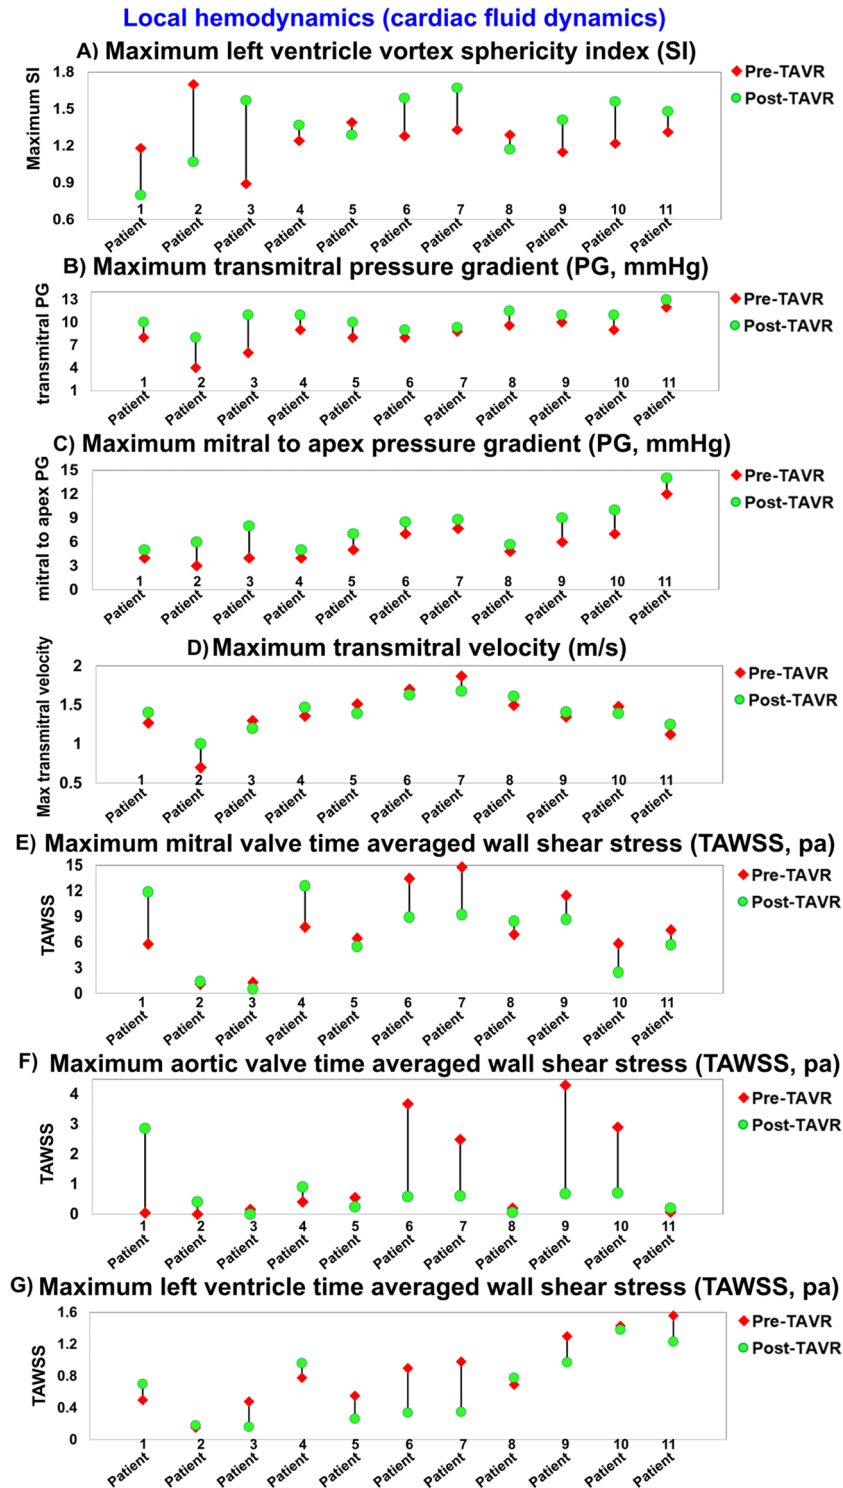 Local hemodynamics (cardiac fluid dynamics)
A) Maximum left ventricle vortex sphericity index (SI)
Maximum SI
1.8
1.5
1.2
0.9
0.6
1 2 3 4 5 6 7 8 9 10 11
Patient Patient Patient Patient Patient Patient Patient Patient Patient Patient Patient
Pre-TAVR
Post-TAVR
B) Maximum transmitral pressure gradient (PG, mmHg)
transmitral PG
13
10
7
4
1
1 2 3 4 5 6 7 8 9 10 11
Patient Patient Patient Patient Patient Patient Patient Patient Patient Patient Patient
Pre-TAVR
Post-TAVR
C) Maximum mitral to apex pressure gradient (PG, mmHg)
mitral to apex PG
15
12
9
6
3
0
1 2 3 4 5 6 7 8 9 10 11
Patient Patient Patient Patient Patient Patient Patient Patient Patient Patient Patient
Pre-TAVR
Post-TAVR
D) Maximum transmitral velocity (m/s)
Max transmitral velocity
2
1.5
1
0.5
1 2 3 4 5 6 7 8 9 10 11
Patient Patient Patient Patient Patient Patient Patient Patient Patient Patient Patient
Pre-TAVR
Post-TAVR
E) Maximum mitral valve time averaged wall shear stress (TAWSS, pa)
TAWSS
15
12
9
6
3
0
1 2 3 4 5 6 7 8 9 10 11
Patient Patient Patient Patient Patient Patient Patient Patient Patient Patient Patient
Pre-TAVR
Post-TAVR
F) Maximum aortic valve time averaged wall shear stress (TAWSS, pa)
TAWSS
4
3
2
1
0
1 2 3 4 5 6 7 8 9 10 11
Patient Patient Patient Patient Patient Patient Patient Patient Patient Patient Patient
Pre-TAVR
Post-TAVR
G) Maximum left ventricle time averaged wall shear stress (TAWSS, pa)
TAWSS
1.6
1.2
0.8
0.4
0
1 2 3 4 5 6 7 8 9 10 11
Patient Patient Patient Patient Patient Patient Patient Patient Patient Patient Patient
Pre-TAVR
Post-TAVR